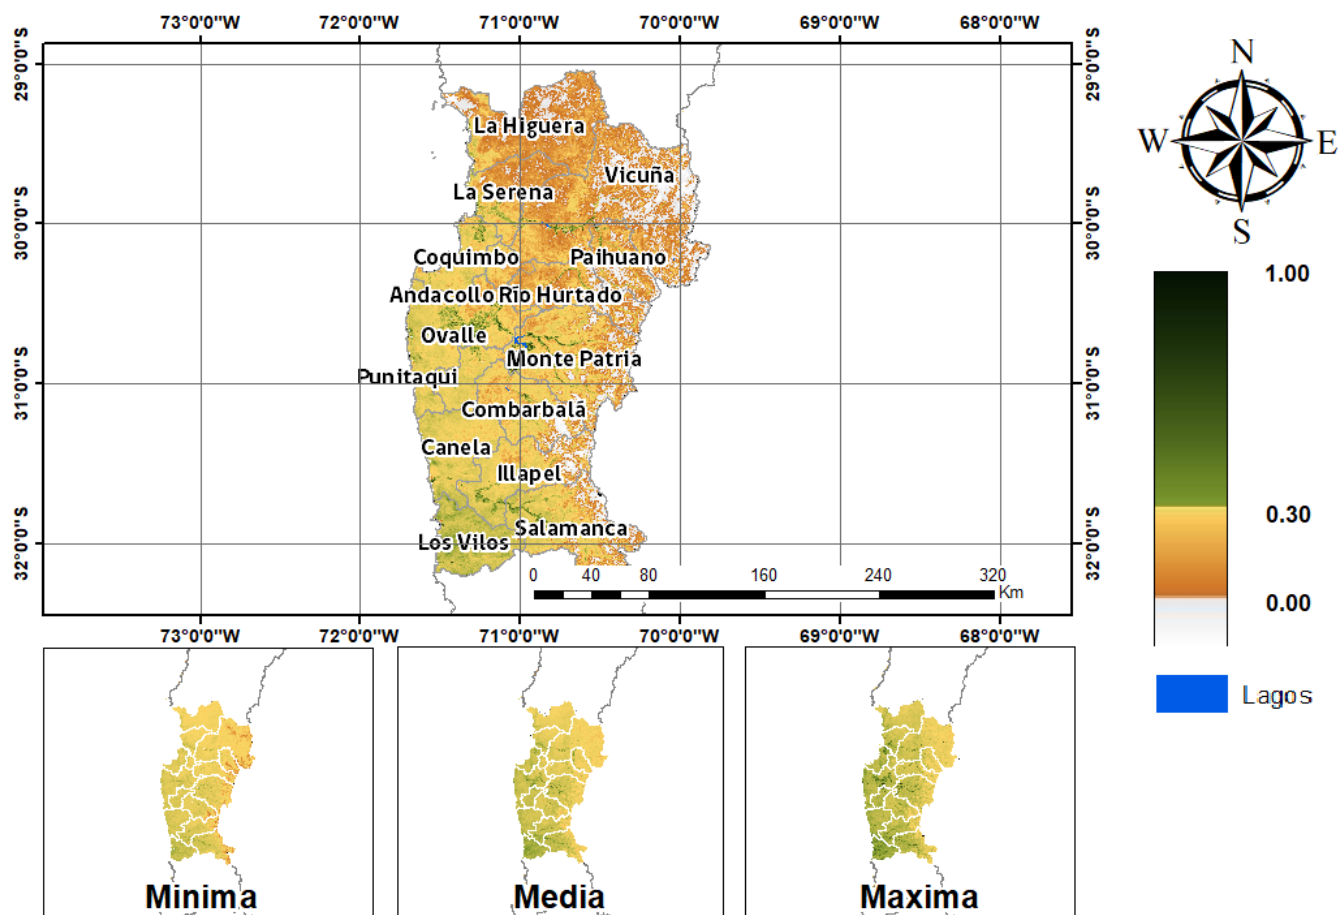 73°0'0"W 72°0'0"W 71°0'0"W 70°0'0"W 69°0'0"W 68°0'0"W
29°0'0"S
29°0'0"S
N
W
E
S
La Higuera
Vicuña
La Serena
30°0'0"S
30°0'0"S
Coquimbo
Paihuano
1.00
Andacollo
Río Hurtado
Ovalle
Monte Patria
Punitaqui
31°0'0"S
31°0'0"S
Combarbalá
Canela
Illapel
0.30
Salamanca
Los Vilos
32°0'0"S
32°0'0"S
0 40 80 160 240 320
Km
0.00
73°0'0"W 72°0'0"W 71°0'0"W 70°0'0"W 69°0'0"W 68°0'0"W
Lagos
Minima
Media
Maxima